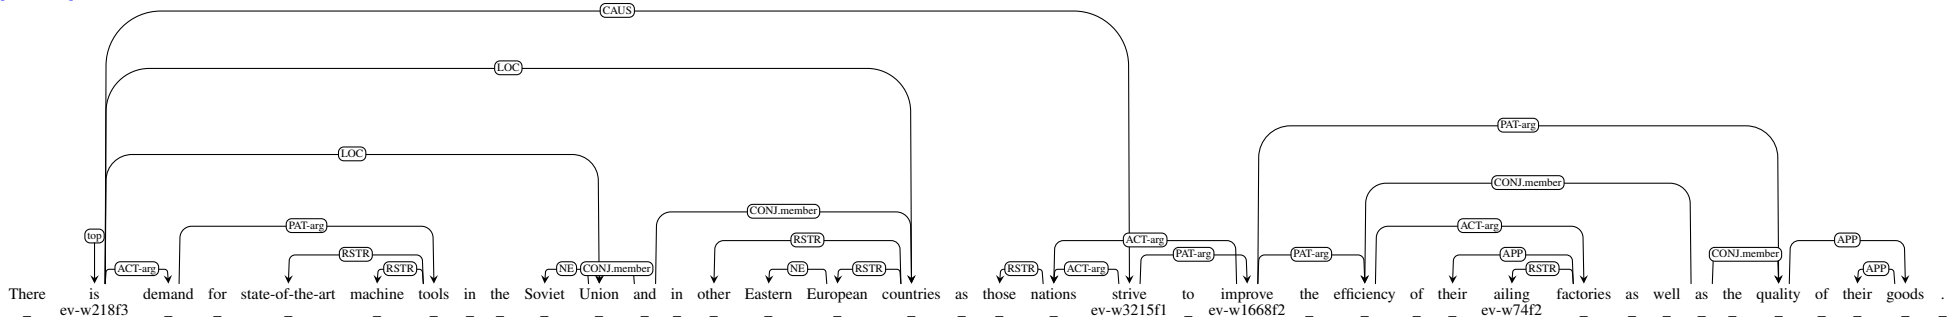 CAUS
LOC
PAT-arg
LOC
CONJ.member
CONJ.member
PAT-arg ACT-arg
top RSTR ACT-arg APP
RSTR PAT-arg PAT-arg APP CONJ.member
ACT-arg RSTR NE CONJ.member NE RSTR RSTR ACT-arg RSTR APP
There is demand for state-of-the-art machine tools in the Soviet Union and in other Eastern European countries as those nations strive to improve the efficiency of their ailing factories as well as the quality of their goods .
_ ev-w218f3 _ _ _ _ _ _ _ _ _ _ _ _ _ _ _ _ _ _ ev-w3215f1 _ ev-w1668f2 _ _ _ _ ev-w74f2 _ _ _ _ _ _ _ _ _ _